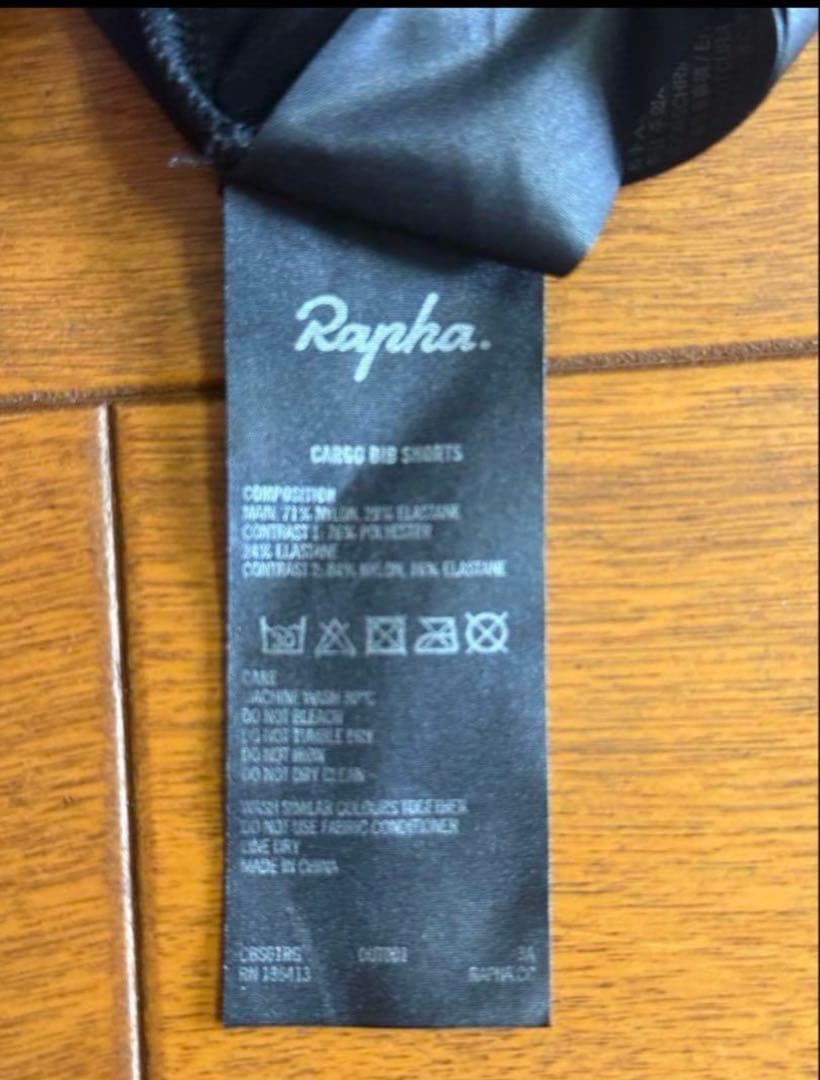 Rapha.
CARGO BIB SHORTS
COMPOSITION
MAIN: 71% NYLON, 29% ELASTANE
CONTRAST 1: 76% POLYESTER
24% ELASTANE
CONTRAST 2: 84% NYLON, 16% ELASTANE
CARE
MACHINE WASH 30°C
DO NOT BLEACH
DO NOT TUMBLE DRY
DO NOT IRON
DO NOT DRY CLEAN
WASH SIMILAR COLOURS TOGETHER
DO NOT USE FABRIC CONDITIONER
LINE DRY
MADE IN CHINA
RN 135413 RAPHA.CC